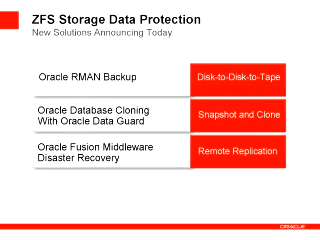 ZFS Storage Data Protection
New Solutions Announcing Today
Oracle RMAN Backup
Disk-to-Disk-to-Tape
Oracle Database Cloning
With Oracle Data Guard
Snapshot and Clone
Oracle Fusion Middleware
Disaster Recovery
Remote Replication
ORACLE